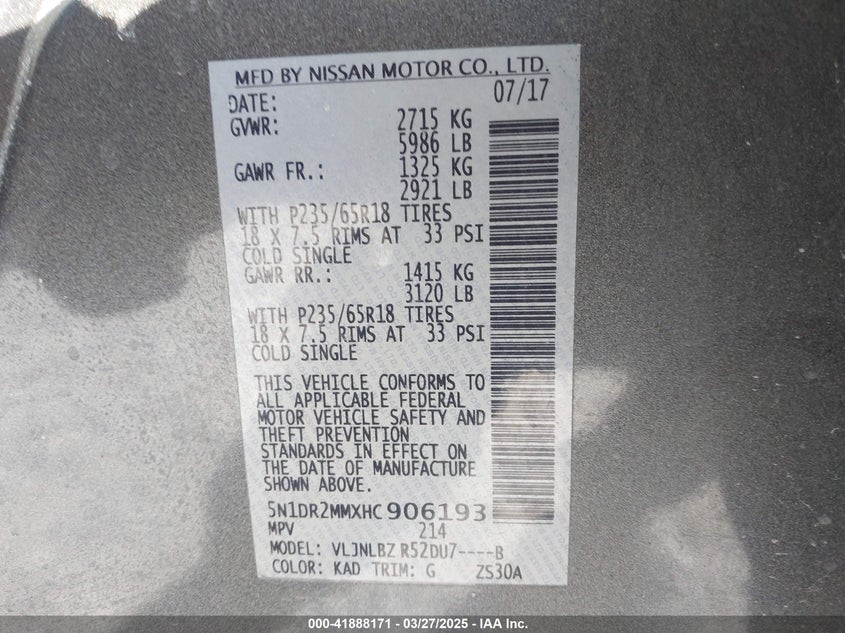 MFD BY NISSAN MOTOR CO., LTD.
DATE: 07/17
GVWR: 2715 KG
5986 LB
GAWR FR.: 1325 KG
2921 LB
WITH P235/65R18 TIRES
18 X 7.5 RIMS AT 33 PSI
COLD SINGLE
GAWR RR.: 1415 KG
3120 LB
WITH P235/65R18 TIRES
18 X 7.5 RIMS AT 33 PSI
COLD SINGLE
THIS VEHICLE CONFORMS TO
ALL APPLICABLE FEDERAL
MOTOR VEHICLE SAFETY AND
THEFT PREVENTION
STANDARDS IN EFFECT ON
THE DATE OF MANUFACTURE
SHOWN ABOVE.
5N1DR2MMXHC906193
MPV 214
MODEL: VLJNLBZ R52DU7----B
COLOR: KAD TRIM: G ZS30A
000-41888171 - 03/27/2025 - IAA Inc.